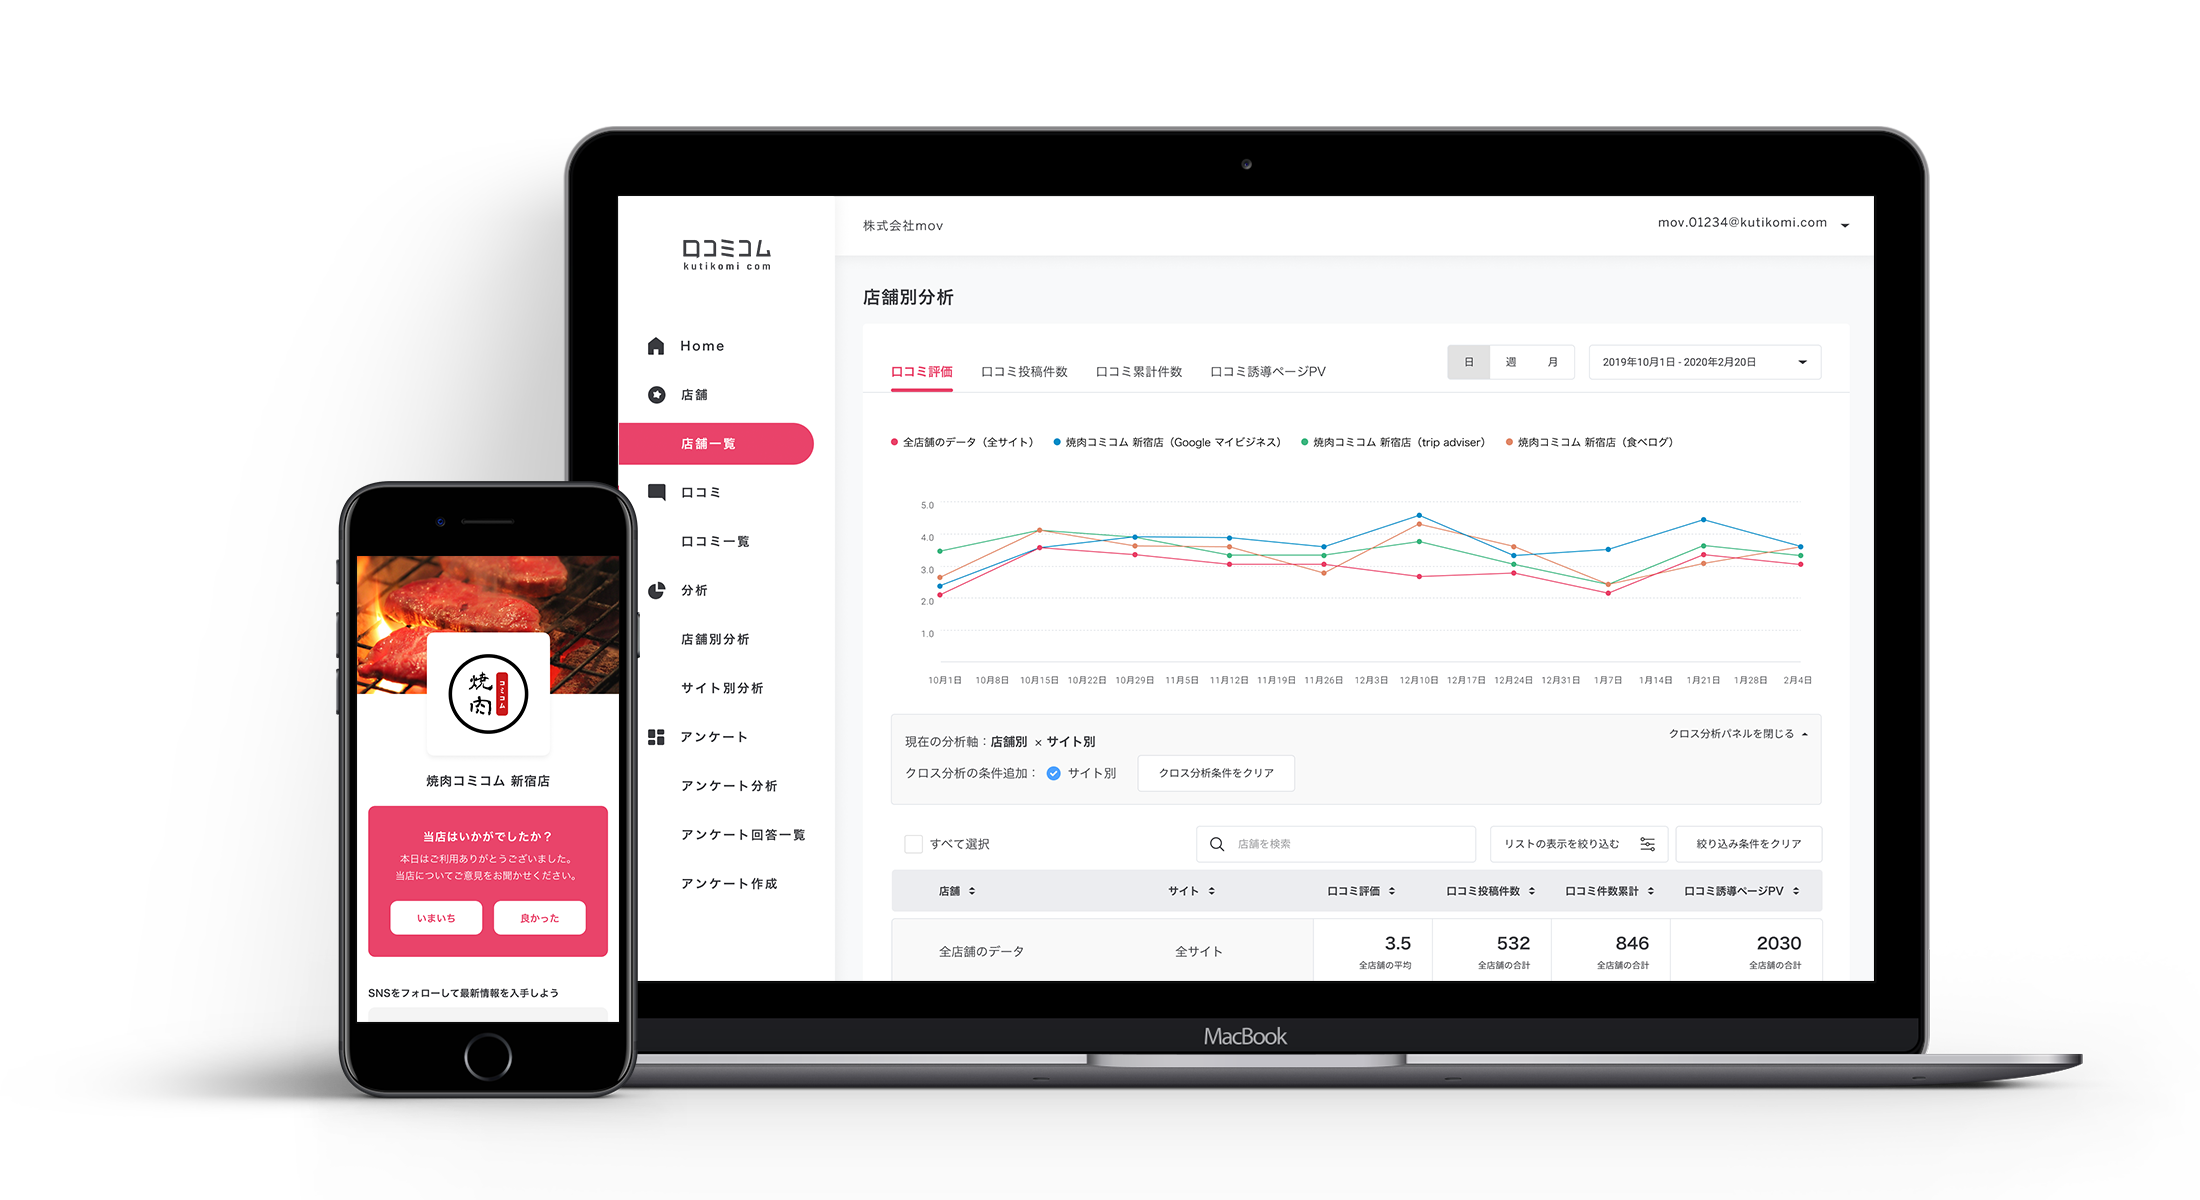 口コミコム
kutikomi com
Home
店舗
店舗一覧
口コミ
口コミ一覧
分析
店舗別分析
サイト別分析
アンケート
アンケート分析
アンケート回答一覧
アンケート作成
株式会社mov
mov.01234@kutikomi.com
店舗別分析
口コミ評価 口コミ投稿件数 口コミ累計件数 口コミ誘導ページPV
日 週 月
2019年10月1日 - 2020年2月20日
全店舗のデータ（全サイト） 焼肉コミコム 新宿店（Google マイビジネス） 焼肉コミコム 新宿店（trip adviser） 焼肉コミコム 新宿店（食べログ）
5.0
4.0
3.0
2.0
1.0
10月1日 10月8日 10月15日 10月22日 10月29日 11月5日 11月12日 11月19日 11月26日 12月3日 12月10日 12月17日 12月24日 12月31日 1月7日 1月14日 1月21日 1月28日 2月4日
現在の分析軸：店舗別 × サイト別
クロス分析パネルを閉じる
クロス分析の条件追加： サイト別 クロス分析条件をクリア
すべて選択 店舗を検索 リストの表示を絞り込む 絞り込み条件をクリア
店舗 サイト 口コミ評価 口コミ投稿件数 口コミ件数累計 口コミ誘導ページPV
全店舗のデータ 全サイト 3.5 532 846 2030
全店舗の平均 全店舗の合計 全店舗の合計 全店舗の合計
MacBook
焼肉
コミコム
焼肉コミコム 新宿店
当店はいかがでしたか？
本日はご利用ありがとうございました。
当店についてご意見をお聞かせください。
いまいち 良かった
SNSをフォローして最新情報を入手しよう